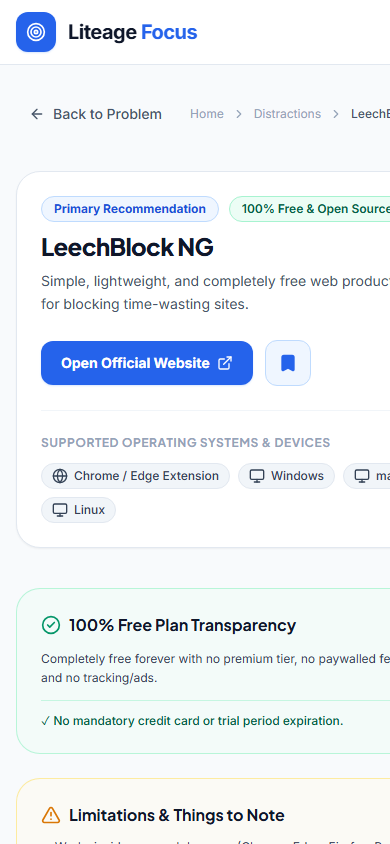 Liteage Focus
Back to Problem Home Distractions
Primary Recommendation 100% Free & Open Source
LeechBlock NG
Simple, lightweight, and completely free web
for blocking time-wasting sites.
Open Official Website
SUPPORTED OPERATING SYSTEMS & DEVICES
Chrome / Edge Extension Windows
Linux
100% Free Plan Transparency
Completely free forever with no premium tier, no paywalled
and no tracking/ads.
✓ No mandatory credit card or trial period expiration.
Limitations & Things to Note